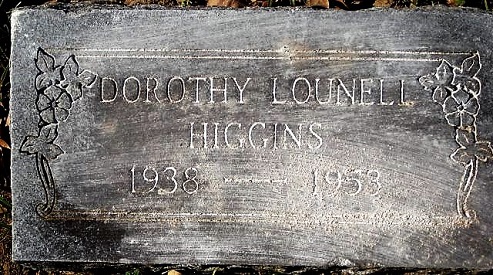 DOROTHY LOUNELL
HIGGINS
1938 - - - - 1953